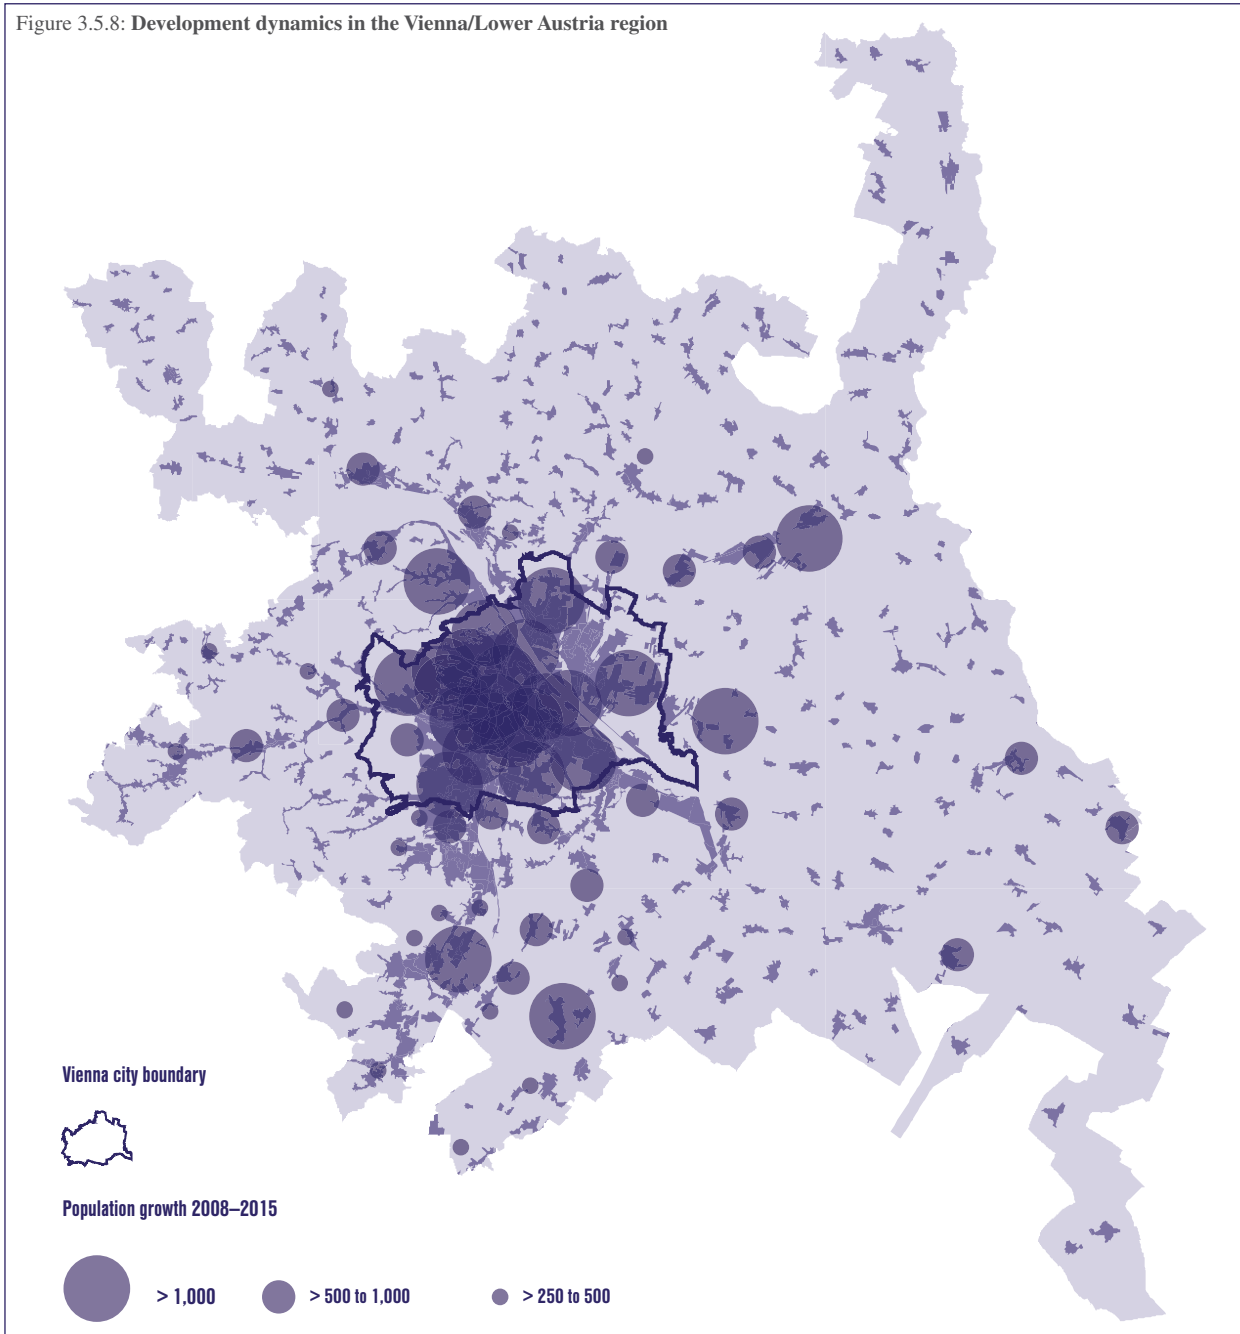 Figure 3.5.8: Development dynamics in the Vienna/Lower Austria region
Vienna city boundary
Population growth 2008–2015
> 1,000
> 500 to 1,000
> 250 to 500